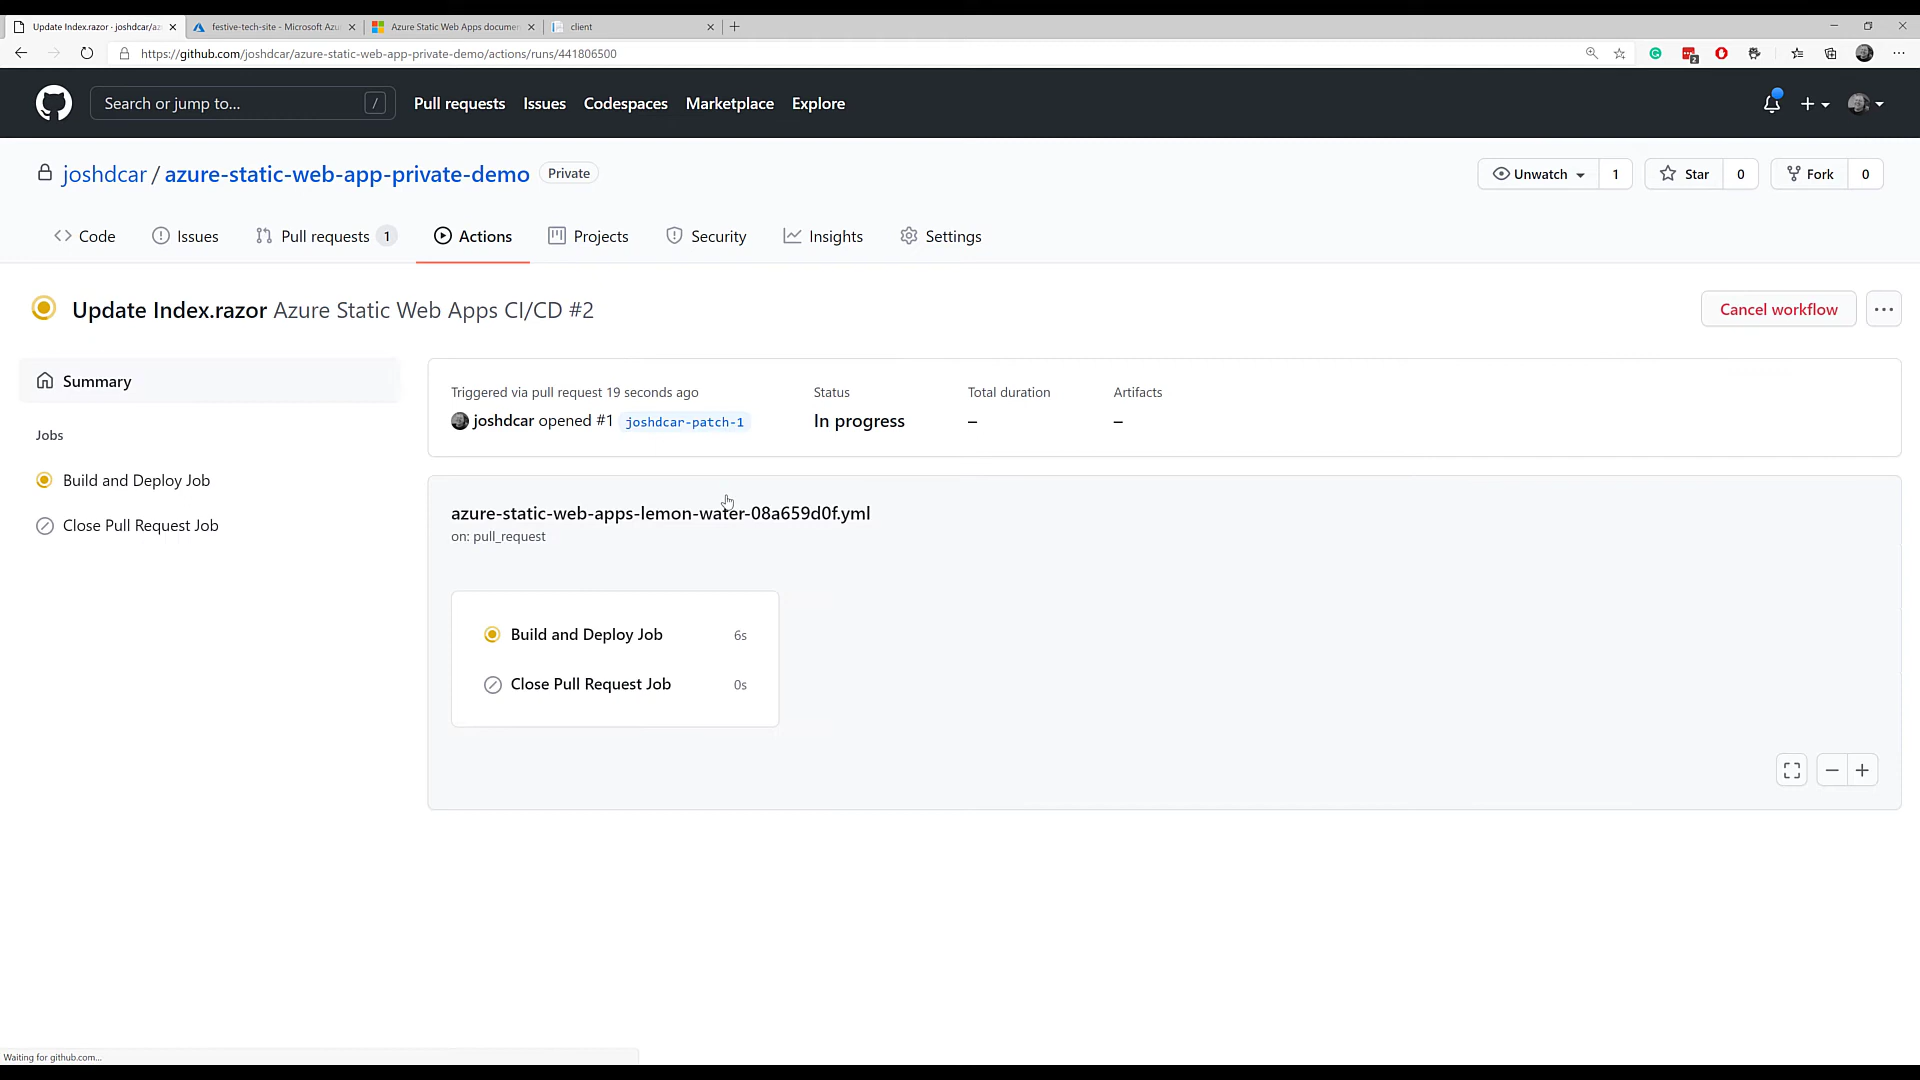 Update Index.razor · joshdcar/az
festive-tech-site - Microsoft Azu
Azure Static Web Apps documen
client
https://github.com/joshdcar/azure-static-web-app-private-demo/actions/runs/441806500
2
Search or jump to...
/
Pull requests
Issues
Codespaces
Marketplace
Explore
joshdcar / azure-static-web-app-private-demo
Private
Unwatch
1
Star
0
Fork
0
Code
Issues
Pull requests
1
Actions
Projects
Security
Insights
Settings
Update Index.razor Azure Static Web Apps CI/CD #2
Cancel workflow
Summary
Jobs
Build and Deploy Job
Close Pull Request Job
Triggered via pull request 19 seconds ago
joshdcar opened #1 joshdcar-patch-1
Status
In progress
Total duration
–
Artifacts
–
azure-static-web-apps-lemon-water-08a659d0f.yml
on: pull_request
Build and Deploy Job
6s
Close Pull Request Job
0s
Waiting for github.com...